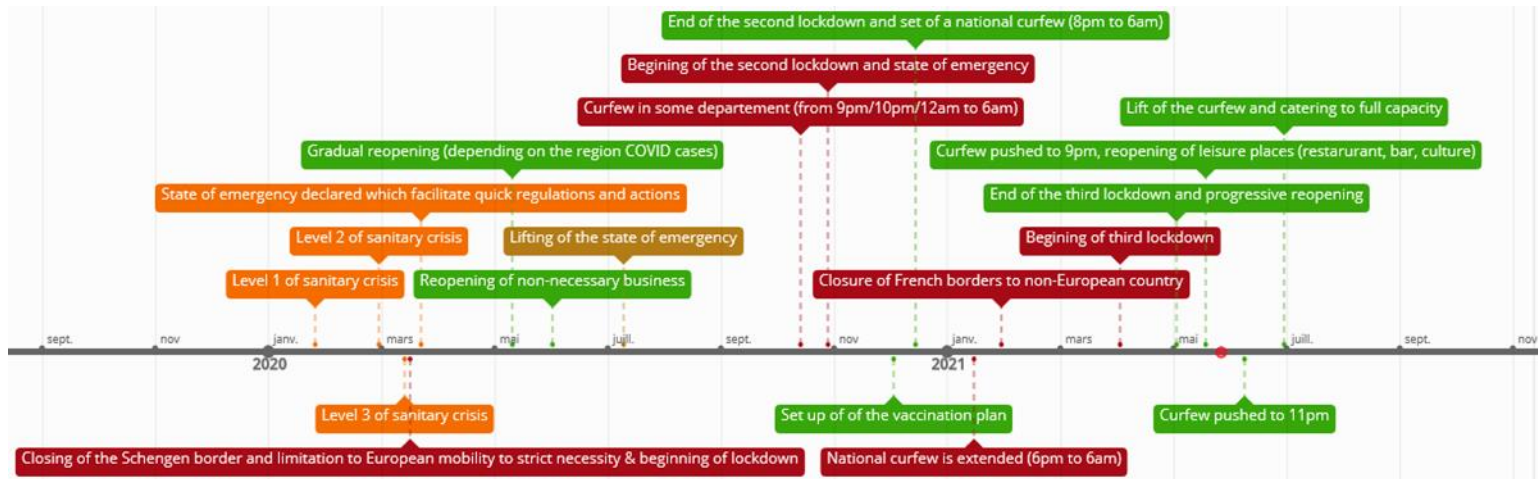 End of the second lockdown and set of a national curfew (8pm to 6am)
Begining of the second lockdown and state of emergency
Curfew in some departement (from 9pm/10pm/12am to 6am)
Lift of the curfew and catering to full capacity
Gradual reopening (depending on the region COVID cases)
Curfew pushed to 9pm, reopening of leisure places (restarurant, bar, culture)
State of emergency declared which facilitate quick regulations and actions
End of the third lockdown and progressive reopening
Level 2 of sanitary crisis
Lifting of the state of emergency
Begining of third lockdown
Level 1 of sanitary crisis
Reopening of non-necessary business
Closure of French borders to non-European country
sept. nov janv. mars mai juill. sept. nov janv. mars mai juill. sept. nov
2020 2021
Level 3 of sanitary crisis
Set up of of the vaccination plan
Curfew pushed to 11pm
Closing of the Schengen border and limitation to European mobility to strict necessity & beginning of lockdown
National curfew is extended (6pm to 6am)